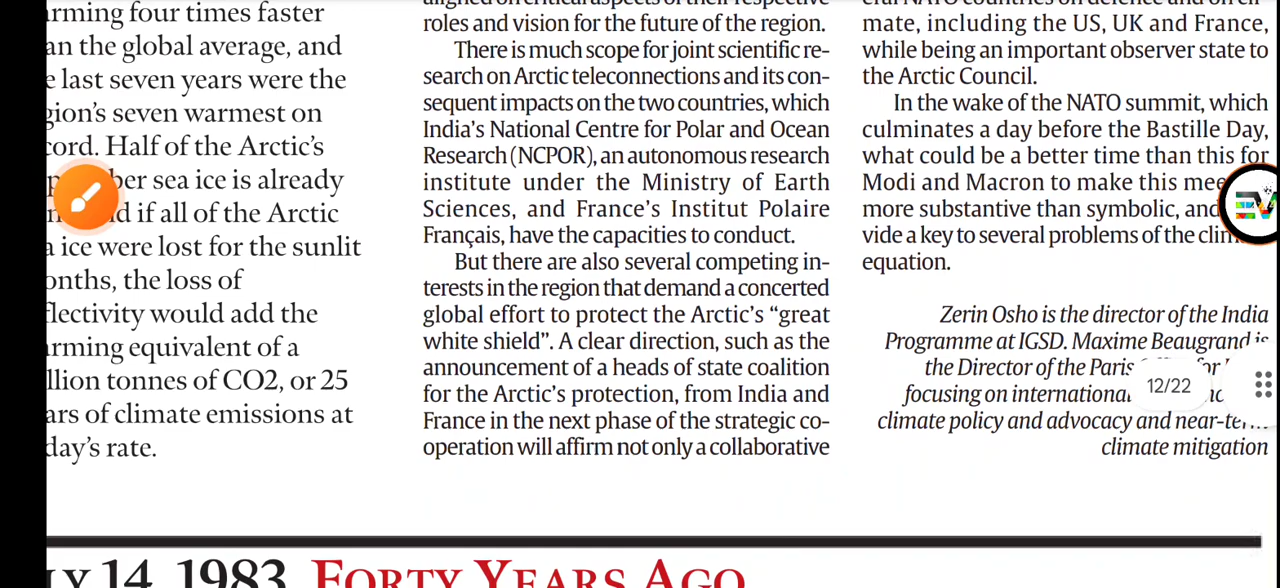 rming four times faster
an the global average, and
e last seven years were the
gion's seven warmest on
cord. Half of the Arctic's
ber sea ice is already
d if all of the Arctic
a ice were lost for the sunlit
onths, the loss of
flectivity would add the
rming equivalent of a
llion tonnes of CO2, or 25
ars of climate emissions at
day's rate.
roles and vision for the future of the region.
There is much scope for joint scientific re-
search on Arctic teleconnections and its con-
sequent impacts on the two countries, which
India's National Centre for Polar and Ocean
Research (NCPOR), an autonomous research
institute under the Ministry of Earth
Sciences, and France's Institut Polaire
Français, have the capacities to conduct.
But there are also several competing in-
terests in the region that demand a concerted
global effort to protect the Arctic's “great
white shield”. A clear direction, such as the
announcement of a heads of state coalition
for the Arctic's protection, from India and
France in the next phase of the strategic co-
operation will affirm not only a collaborative
mate, including the US, UK and France,
while being an important observer state to
the Arctic Council.
In the wake of the NATO summit, which
culminates a day before the Bastille Day,
what could be a better time than this for
Modi and Macron to make this mee
more substantive than symbolic, and
vide a key to several problems of the clim
equation.
Zerin Osho is the director of the India
Programme at IGSD. Maxime Beaugrand is
the Director of the Paris
focusing on international
climate policy and advocacy and near-te
climate mitigation
12/22
EV
LY 14, 1983, FORTY YEARS AGO